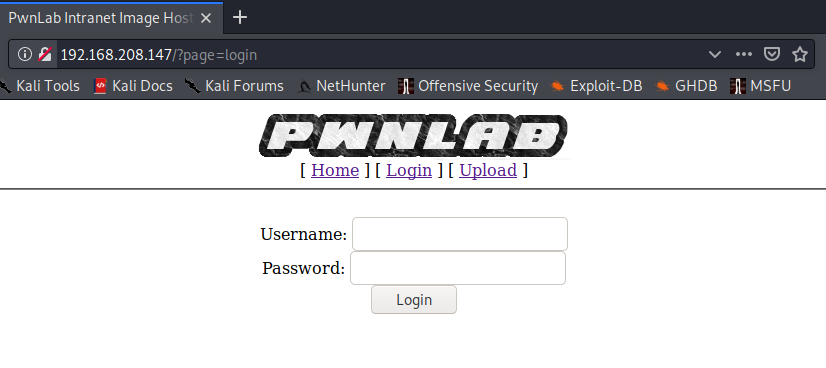 PwnLab Intranet Image Host
192.168.208.147/?page=login
Kali Tools Kali Docs Kali Forums NetHunter Offensive Security Exploit-DB GHDB MSFU
PWNLAB
[ Home ] [ Login ] [ Upload ]
Username:
Password:
Login